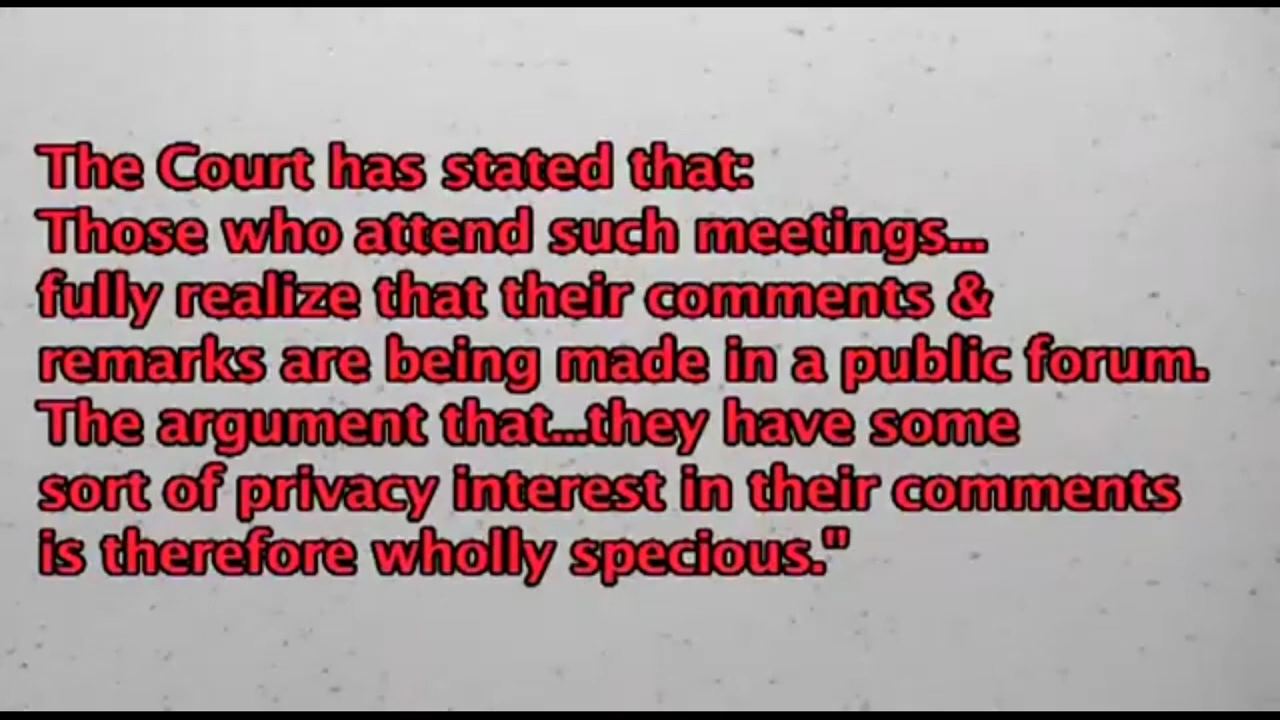 The Court has stated that:
Those who attend such meetings...
fully realize that their comments &
remarks are being made in a public forum.
The argument that...they have some
sort of privacy interest in their comments
is therefore wholly specious."